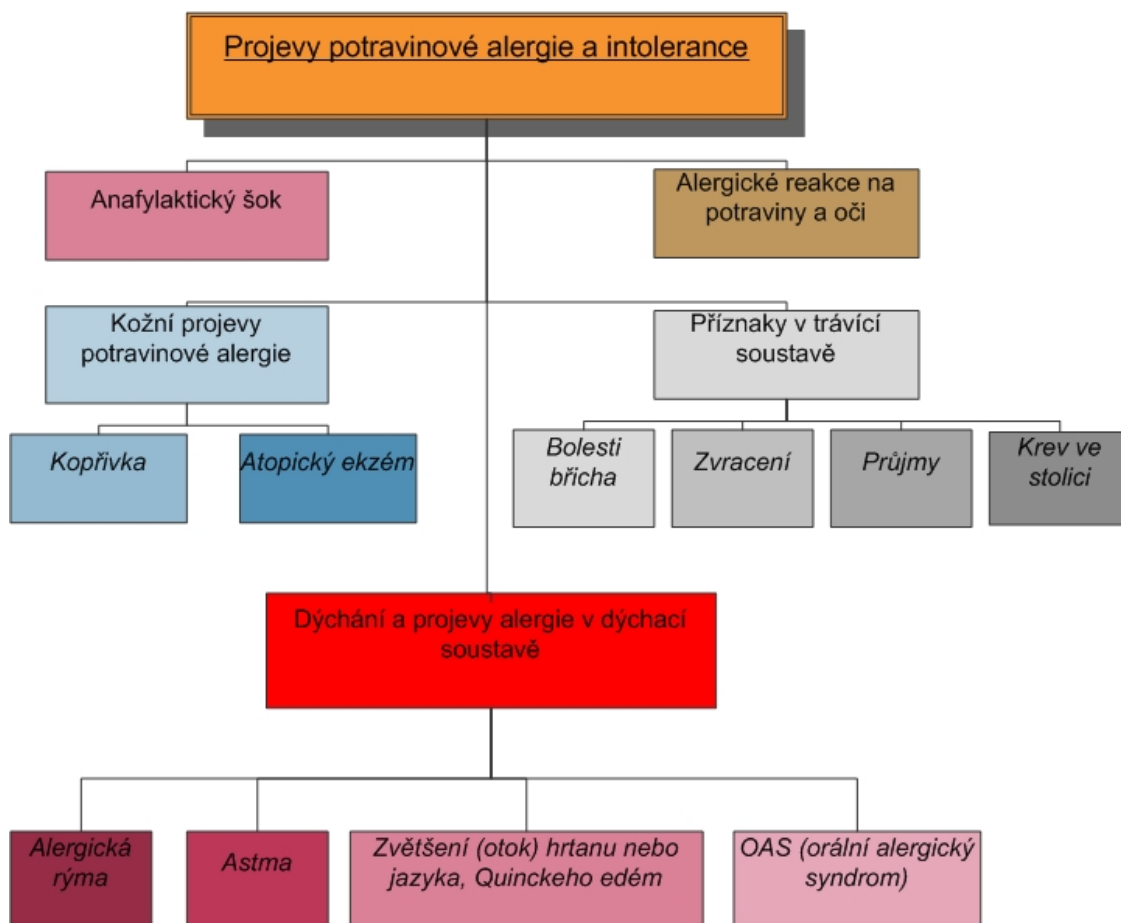 Projevy potravinové alergie a intolerance
Anafylaktický šok
Alergické reakce na
potraviny a oči
Kožní projevy
potravinové alergie
Příznaky v trávící
soustavě
Kopřivka
Atopický ekzém
Bolesti
břicha
Zvracení
Průjmy
Krev ve
stolici
Dýchání a projevy alergie v dýchací
soustavě
Alergická
rýma
Astma
Zvětšení (otok) hrtanu nebo
jazyka, Quinckeho edém
OAS (orální alergický
syndrom)